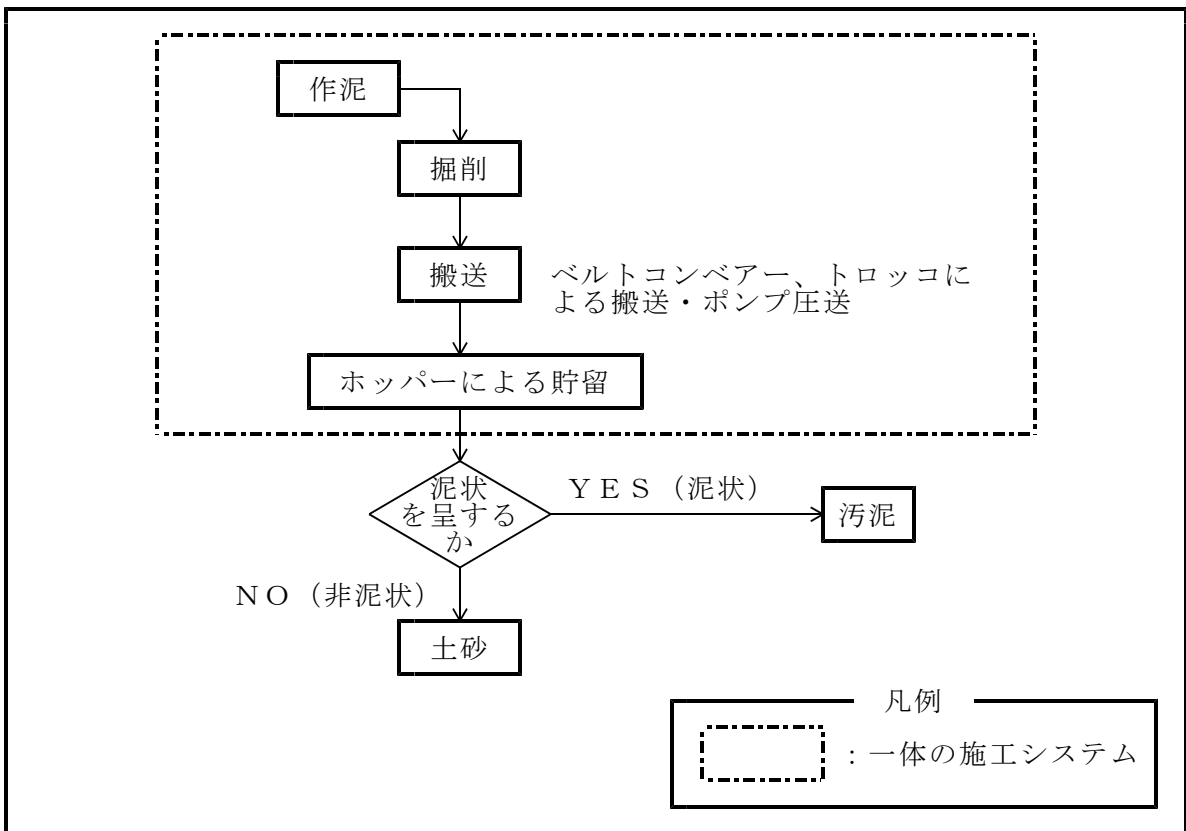 作泥
掘削
搬送
ベルトコンベアー、トロッコに
よる搬送・ポンプ圧送
ホッパーによる貯留
泥状
を呈する
か
ＹＥＳ（泥状）
汚泥
ＮＯ（非泥状）
土砂
凡例
：一体の施工システム